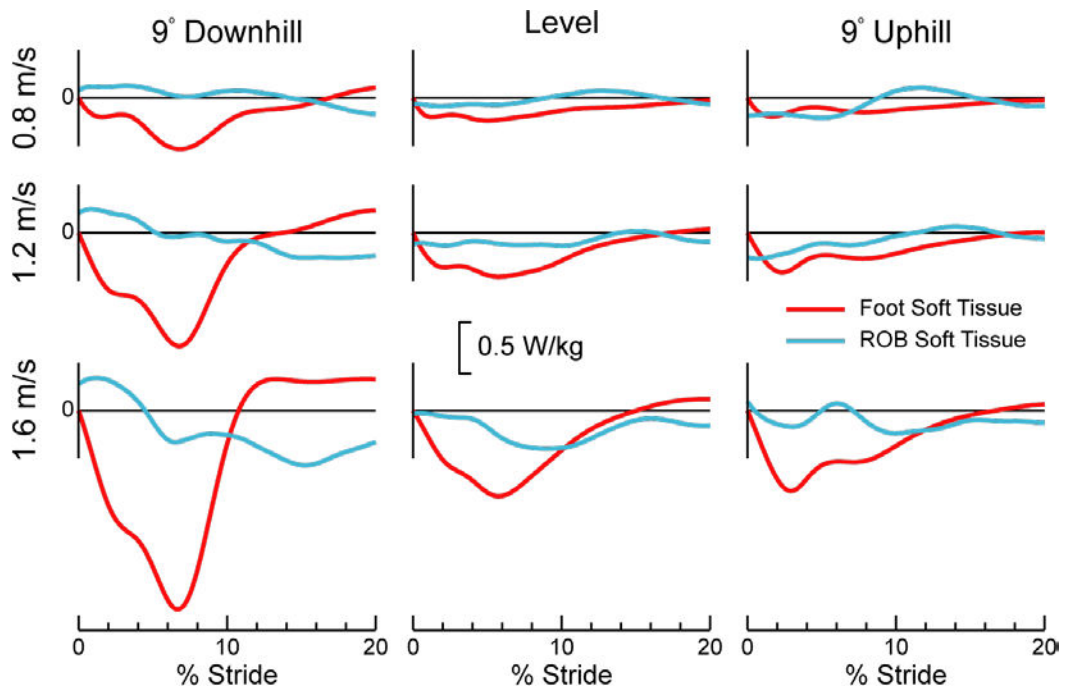 9° Downhill
Level
9° Uphill
0.8 m/s
0
1.2 m/s
0
Foot Soft Tissue
ROB Soft Tissue
0.5 W/kg
1.6 m/s
0
0 10 20
0 10 20
0 10 20
% Stride
% Stride
% Stride